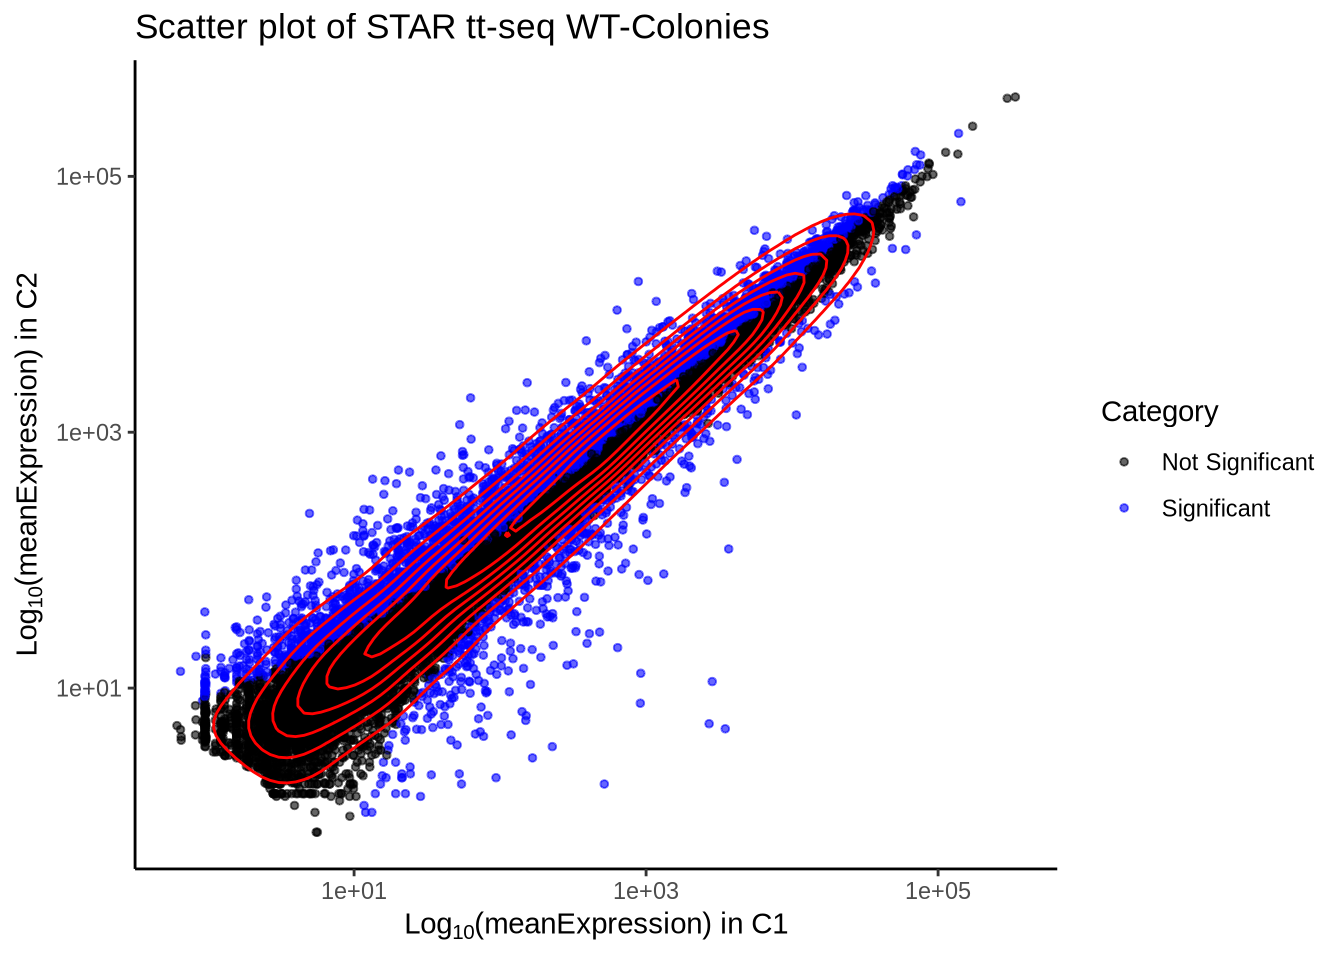 Scatter plot of STAR tt-seq WT-Colonies
Log₁₀(meanExpression) in C2
1e+05
1e+03
1e+01
1e+01 1e+03 1e+05
Log₁₀(meanExpression) in C1
Category
Not Significant
Significant